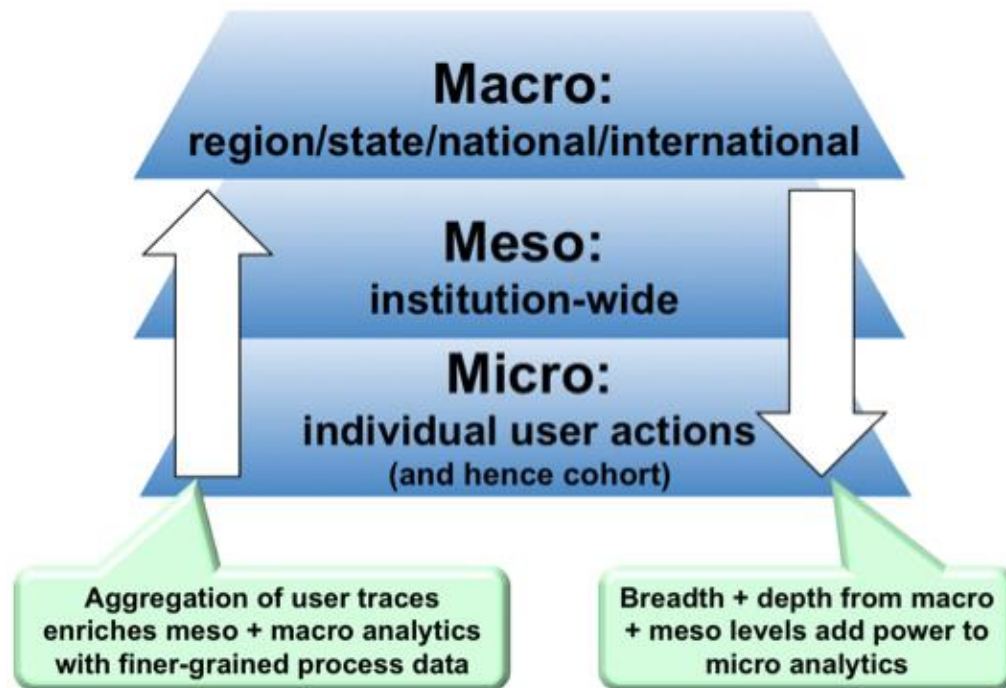 Macro:
region/state/national/international
Meso:
institution-wide
Micro:
individual user actions
(and hence cohort)
Aggregation of user traces
enriches meso + macro analytics
with finer-grained process data
Breadth + depth from macro
+ meso levels add power to
micro analytics